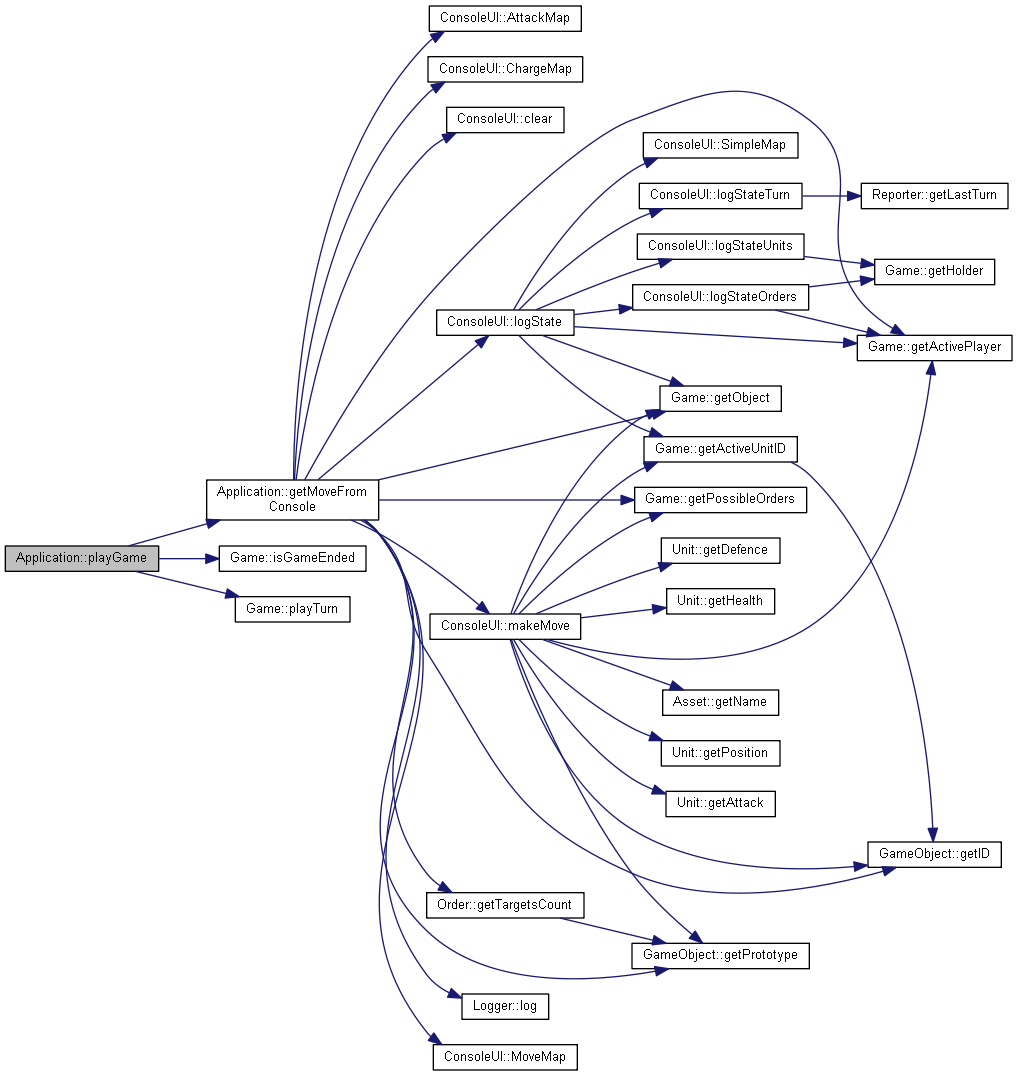 ConsoleUI::AttackMap
ConsoleUI::ChargeMap
ConsoleUI::clear
ConsoleUI::SimpleMap
ConsoleUI::logStateTurn
Reporter::getLastTurn
ConsoleUI::logStateUnits
Game::getHolder
ConsoleUI::logStateOrders
ConsoleUI::logState
Game::getActivePlayer
Game::getObject
Game::getActiveUnitID
Application::getMoveFrom
Console
Game::getPossibleOrders
Application::playGame
Game::isGameEnded
Unit::getDefence
Game::playTurn
Unit::getHealth
ConsoleUI::makeMove
Asset::getName
Unit::getPosition
Unit::getAttack
GameObject::getID
Order::getTargetsCount
GameObject::getPrototype
Logger::log
ConsoleUI::MoveMap